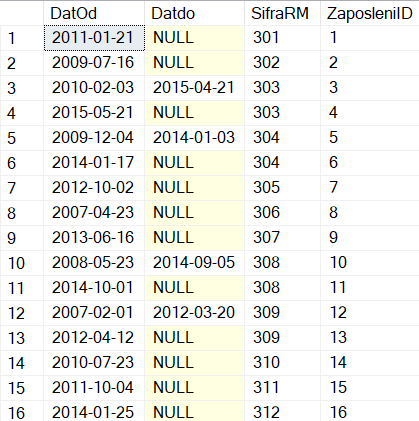 DatOd Datdo SifraRM ZaposleniID
1 2011-01-21 NULL 301 1
2 2009-07-16 NULL 302 2
3 2010-02-03 2015-04-21 303 3
4 2015-05-21 NULL 303 4
5 2009-12-04 2014-01-03 304 5
6 2014-01-17 NULL 304 6
7 2012-10-02 NULL 305 7
8 2007-04-23 NULL 306 8
9 2013-06-16 NULL 307 9
10 2008-05-23 2014-09-05 308 10
11 2014-10-01 NULL 308 11
12 2007-02-01 2012-03-20 309 12
13 2012-04-12 NULL 309 13
14 2010-07-23 NULL 310 14
15 2011-10-04 NULL 311 15
16 2014-01-25 NULL 312 16